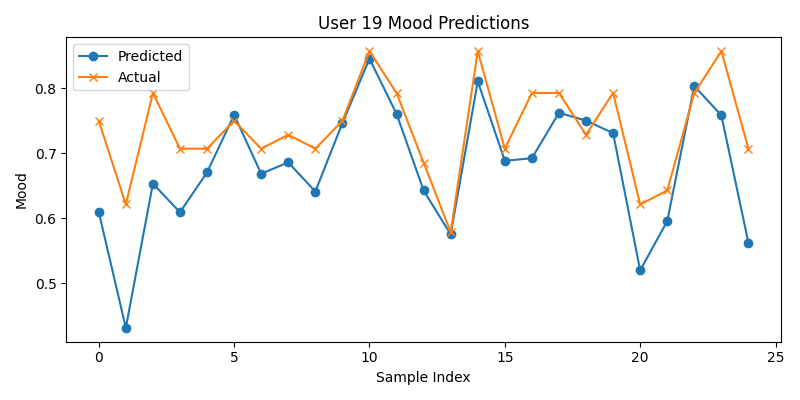 User 19 Mood Predictions
Predicted
Actual
0.8
0.7
0.6
0.5
Mood
0 5 10 15 20 25
Sample Index